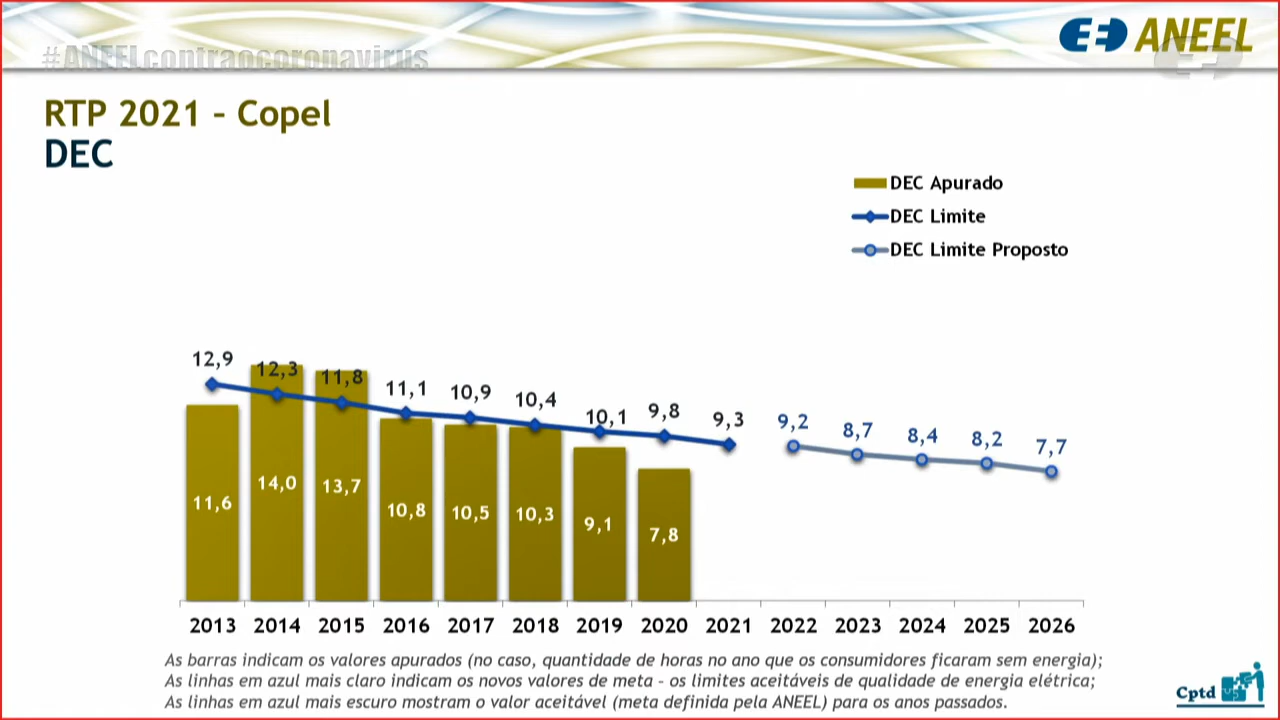 #ANEELcontraocoronavirus
ANEEL
RTP 2021 – Copel
DEC
DEC Apurado
DEC Limite
DEC Limite Proposto
12,9
12,3
11,8
11,1
10,9
10,4
10,1
9,8
9,3
9,2
8,7
8,4
8,2
7,7
11,6
14,0
13,7
10,8
10,5
10,3
9,1
7,8
2013 2014 2015 2016 2017 2018 2019 2020 2021 2022 2023 2024 2025 2026
As barras indicam os valores apurados (no caso, quantidade de horas no ano que os consumidores ficaram sem energia);
As linhas em azul mais claro indicam os novos valores de meta – os limites aceitáveis de qualidade de energia elétrica;
As linhas em azul mais escuro mostram o valor aceitável (meta definida pela ANEEL) para os anos passados.
Cptd